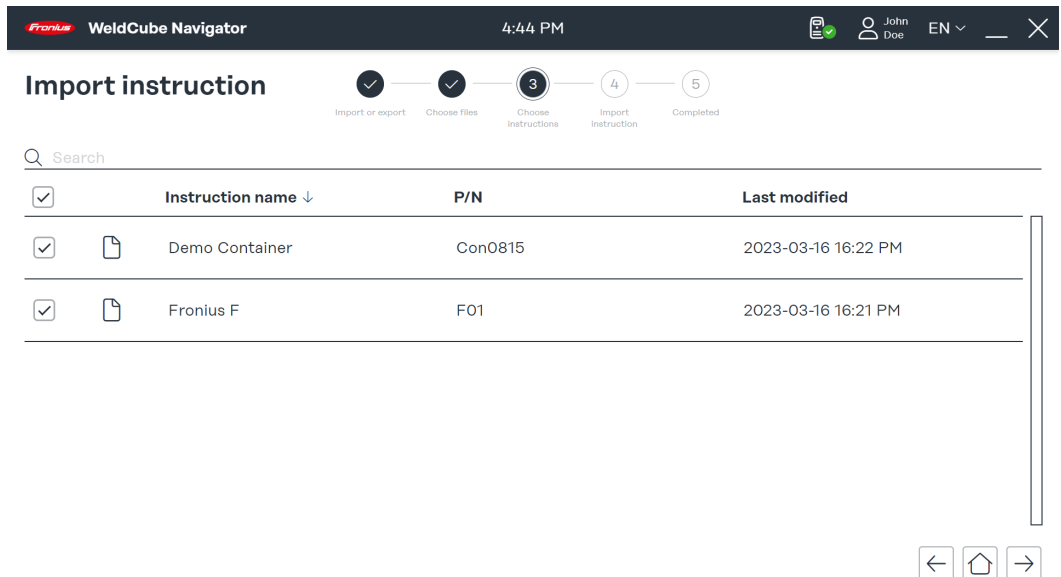 Fronius WeldCube Navigator 4:44 PM John Doe EN
Import instruction
3 4 5
Import or export Choose files Choose instructions Import instruction Completed
Search
Instruction name ↓ P/N Last modified
Demo Container Con0815 2023-03-16 16:22 PM
Fronius F F01 2023-03-16 16:21 PM